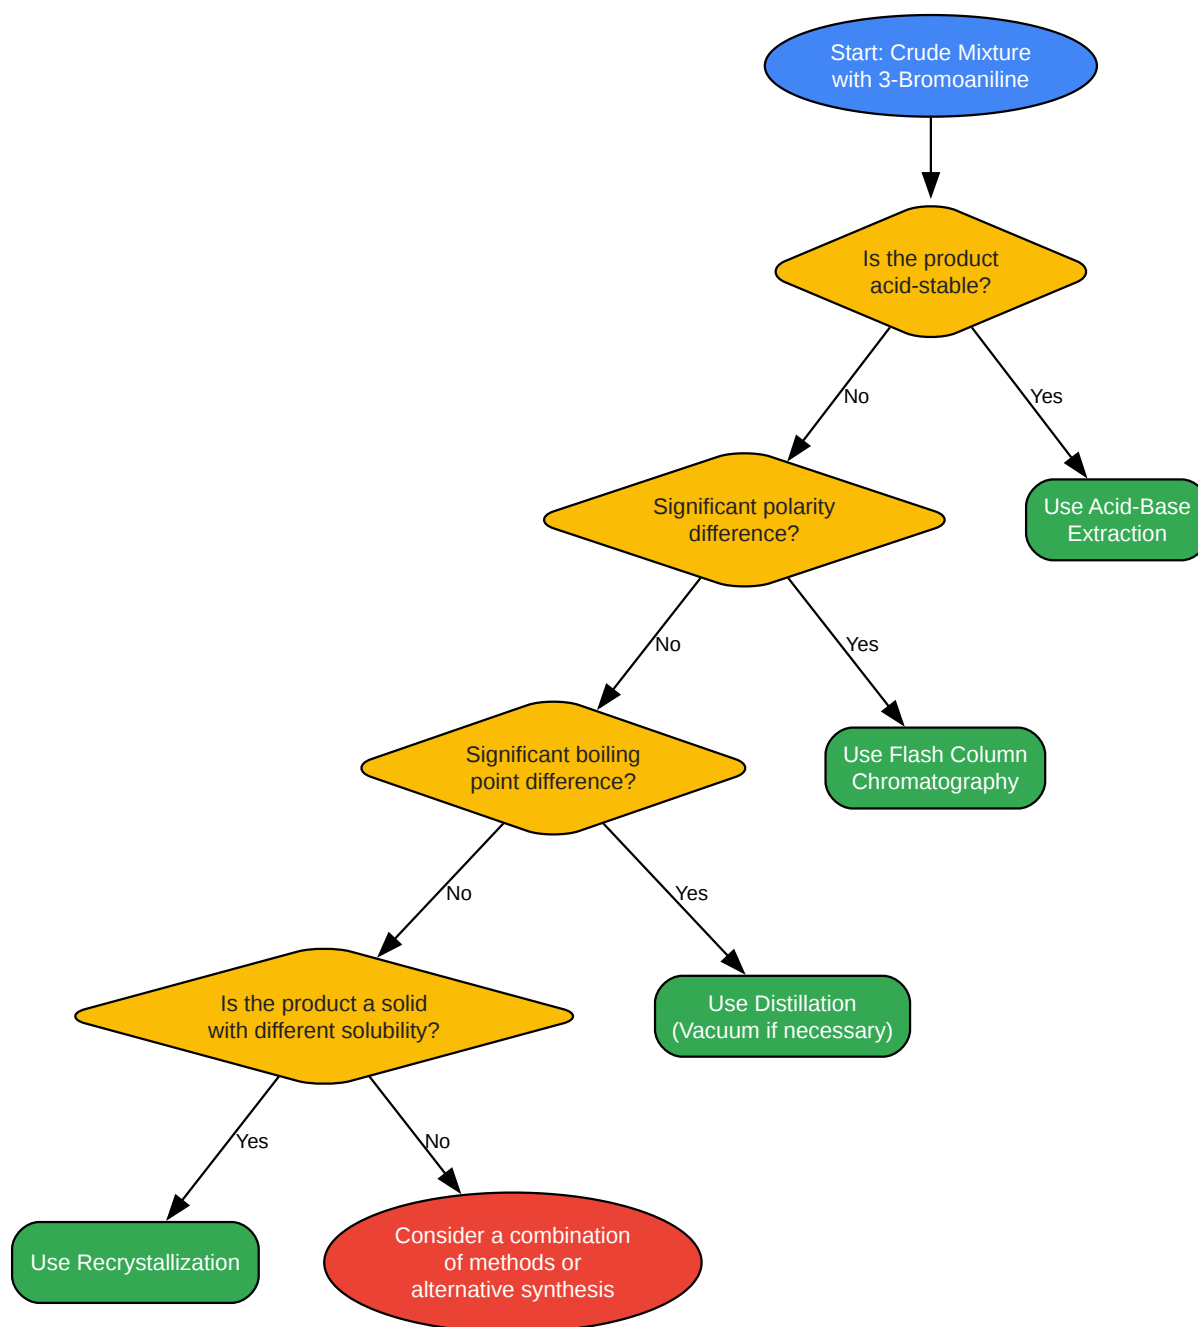 Start: Crude Mixture
with 3-Bromoaniline
Is the product
acid-stable?
No
Yes
Significant polarity
difference?
Use Acid-Base
Extraction
No
Yes
Significant boiling
point difference?
Use Flash Column
Chromatography
No
Yes
Is the product a solid
with different solubility?
Use Distillation
(Vacuum if necessary)
Yes
No
Use Recrystallization
Consider a combination
of methods or
alternative synthesis